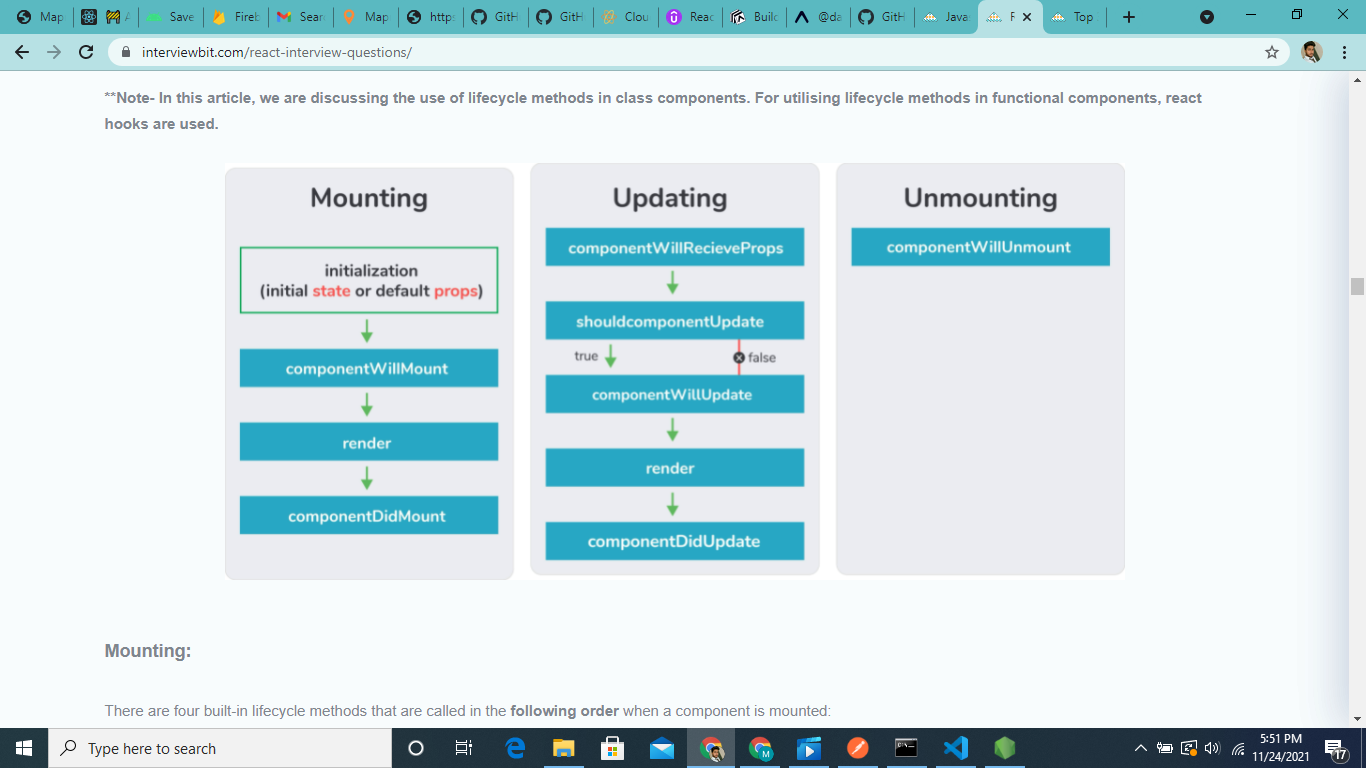 Map
A
Save
Fireb
Sear
Map
https
GitH
GitH
Clou
Reac
Build
@da
GitH
Java
F
Top
interviewbit.com/react-interview-questions/
**Note- In this article, we are discussing the use of lifecycle methods in class components. For utilising lifecycle methods in functional components, react
hooks are used.
Mounting
initialization
(initial state or default props)
componentWillMount
render
componentDidMount
Updating
componentWillRecieveProps
shouldcomponentUpdate
true
false
componentWillUpdate
render
componentDidUpdate
Unmounting
componentWillUnmount
Mounting:
There are four built-in lifecycle methods that are called in the following order when a component is mounted:
Type here to search
5:51 PM
11/24/2021
17